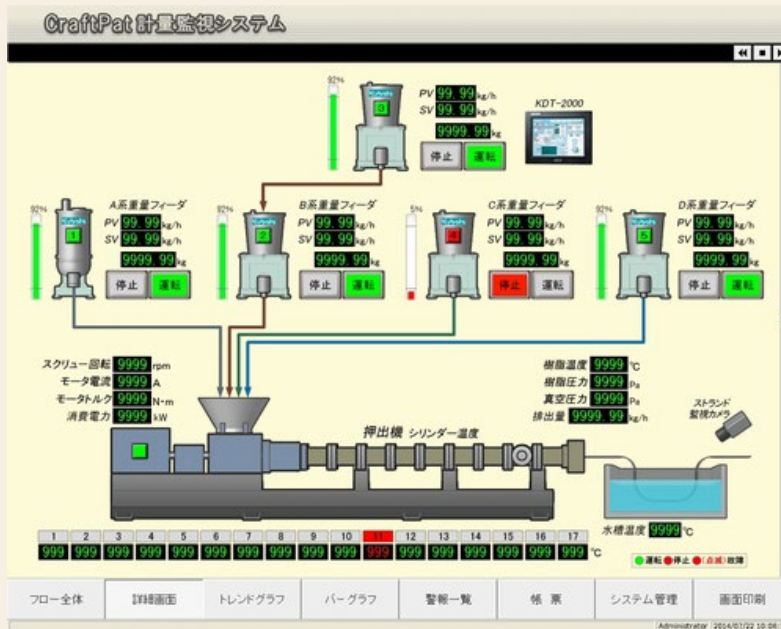 CraftPat 計量監視システム
92%
3
PV 99.99 kg/h
SV 99.99 kg/h
9999.99 kg
停止 運転
KDT-2000
92%
A系重量フィーダ
1
PV 99.99 kg/h
SV 99.99 kg/h
9999.99 kg
停止 運転
92%
B系重量フィーダ
2
PV 99.99 kg/h
SV 99.99 kg/h
9999.99 kg
停止 運転
5%
C系重量フィーダ
4
PV 99.99 kg/h
SV 99.99 kg/h
9999.99 kg
停止 運転
92%
D系重量フィーダ
5
PV 99.99 kg/h
SV 99.99 kg/h
9999.99 kg
停止 運転
スクリュー回転 9999 rpm
モータ電流 9999 A
モータトルク 9999 N-m
消費電力 9999 kW
樹脂温度 9999 ℃
樹脂圧力 9999 Pa
真空圧力 9999 Pa
排出量 9999.99 kg/h
ストランド
監視カメラ
押出機 シリンダー温度
水槽温度 9999 ℃
1 2 3 4 5 6 7 8 9 10 11 12 13 14 15 16 17
999 999 999 999 999 999 999 999 999 999 999 999 999 999 999 999 999 ℃
運転 停止 (点滅)故障
フロー全体 詳細画面 トレンドグラフ バーグラフ 警報一覧 帳票 システム管理 画面印刷
Administrator 2014/07/22 10:08